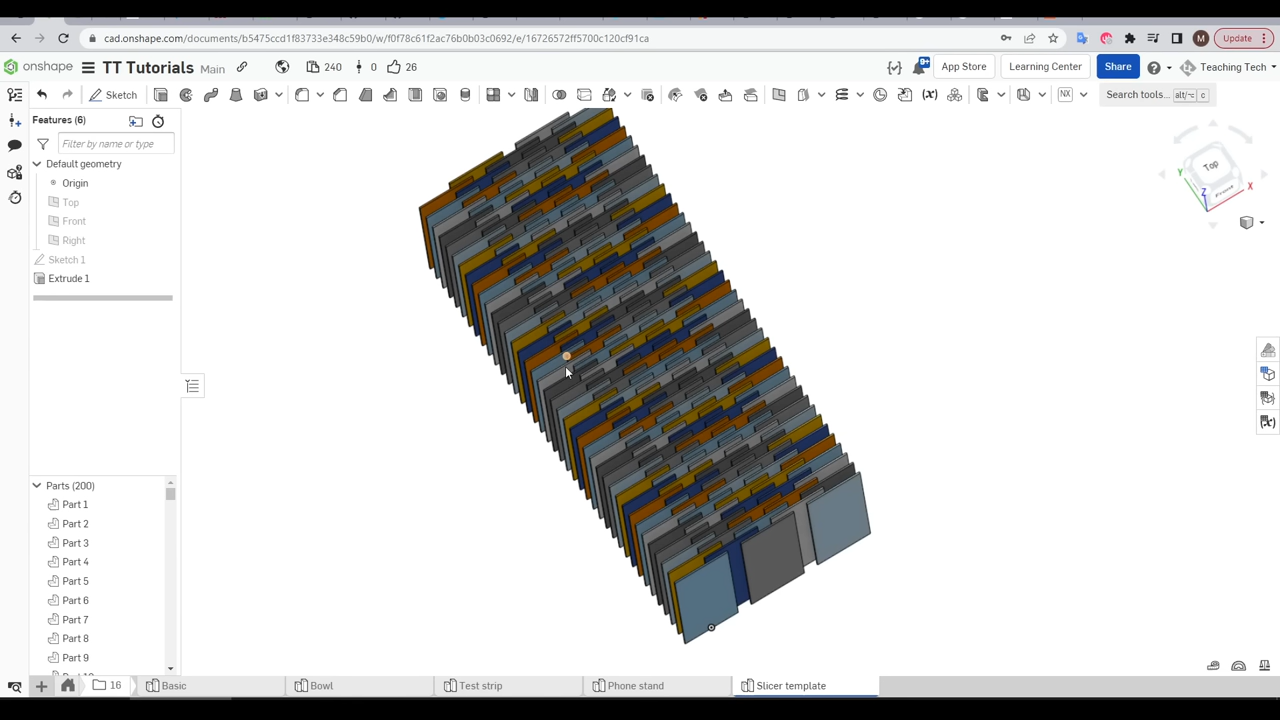 cad.onshape.com/documents/b5475ccd1f83733e348c59b0/w/f0f78c61f2ac76b0b03c0692/e/16726572ff5700c120cf91ca
M
Update
onshape
TT Tutorials Main
240
0
26
9+
App Store
Learning Center
Share
Teaching Tech
Sketch
(x)
NX
Search tools... alt/⌥ c
Features (6)
Filter by name or type
Default geometry
Origin
Top
Front
Right
Sketch 1
Extrude 1
Top
Front
X
Y
Z
Parts (200)
Part 1
Part 2
Part 3
Part 4
Part 5
Part 6
Part 7
Part 8
Part 9
16
Basic
Bowl
Test strip
Phone stand
Slicer template